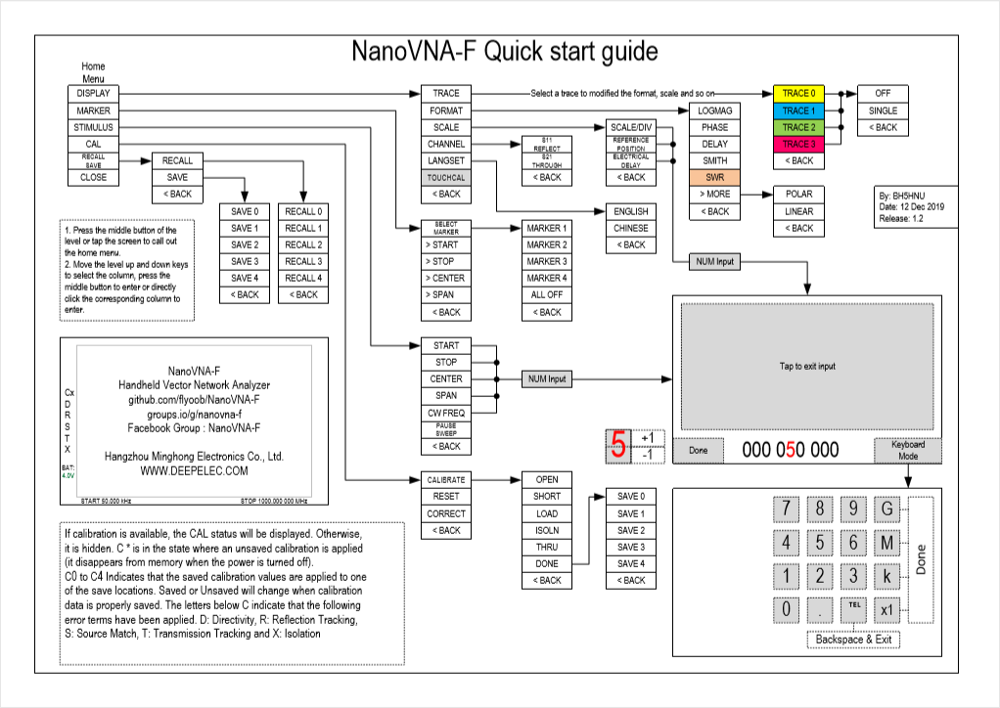 NanoVNA-F Quick start guide
Home
Menu
DISPLAY
MARKER
STIMULUS
CAL
RECALL
SAVE
CLOSE
RECALL
SAVE
< BACK
SAVE 0
SAVE 1
SAVE 2
SAVE 3
SAVE 4
< BACK
RECALL 0
RECALL 1
RECALL 2
RECALL 3
RECALL 4
< BACK
TRACE
FORMAT
SCALE
CHANNEL
LANGSET
TOUCHCAL
< BACK
Select a trace to modified the format, scale and so on
TRACE 0
TRACE 1
TRACE 2
TRACE 3
< BACK
OFF
SINGLE
< BACK
LOGMAG
PHASE
DELAY
SMITH
SWR
> MORE
< BACK
POLAR
LINEAR
< BACK
SCALE/DIV
REFERENCE
POSITION
ELECTRICAL
DELAY
< BACK
S11
REFLECT
S21
THROUGH
< BACK
ENGLISH
CHINESE
< BACK
By: BH5HNU
Date: 12 Dec 2019
Release: 1.2
1. Press the middle button of the
level or tap the screen to call out
the home menu.
2. Move the level up and down keys
to select the column, press the
middle button to enter or directly
click the corresponding column to
enter.
SELECT
MARKER
> START
> STOP
> CENTER
> SPAN
< BACK
MARKER 1
MARKER 2
MARKER 3
MARKER 4
ALL OFF
< BACK
NUM Input
START
STOP
CENTER
SPAN
CW FREQ
PAUSE
SWEEP
< BACK
NUM Input
Tap to exit input
5
+1
-1
Done
000 050 000
Keyboard
Mode
NanoVNA-F
Handheld Vector Network Analyzer
github.com/flyoob/NanoVNA-F
groups.io/g/nanovna-f
Facebook Group : NanoVNA-F
Hangzhou Minghong Electronics Co., Ltd.
WWW.DEEPELEC.COM
Cx
D
R
S
T
X
BAT:
4.0V
START 50.000 kHz
STOP 1000.000 000 MHz
CALIBRATE
RESET
CORRECT
< BACK
OPEN
SHORT
LOAD
ISOLN
THRU
DONE
< BACK
SAVE 0
SAVE 1
SAVE 2
SAVE 3
SAVE 4
< BACK
7 8 9 G
4 5 6 M
1 2 3 k
0 . TEL x1
Done
Backspace & Exit
If calibration is available, the CAL status will be displayed. Otherwise,
it is hidden. C * is in the state where an unsaved calibration is applied
(it disappears from memory when the power is turned off).
C0 to C4 Indicates that the saved calibration values are applied to one
of the save locations. Saved or Unsaved will change when calibration
data is properly saved. The letters below C indicate that the following
error terms have been applied. D: Directivity, R: Reflection Tracking,
S: Source Match, T: Transmission Tracking and X: Isolation